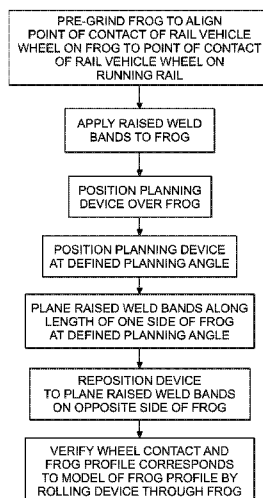 PRE-GRIND FROG TO ALIGN
POINT OF CONTACT OF RAIL VEHICLE
WHEEL ON FROG TO POINT OF CONTACT
OF RAIL VEHICLE WHEEL ON
RUNNING RAIL
APPLY RAISED WELD
BANDS TO FROG
POSITION PLANNING
DEVICE OVER FROG
POSITION PLANNING DEVICE
AT DEFINED PLANNING ANGLE
PLANE RAISED WELD BANDS ALONG
LENGTH OF ONE SIDE OF FROG
AT DEFINED PLANNING ANGLE
REPOSITION DEVICE
TO PLANE RAISED WELD BANDS
ON OPPOSITE SIDE OF FROG
VERIFY WHEEL CONTACT AND
FROG PROFILE CORRESPONDS
TO MODEL OF FROG PROFILE BY
ROLLING DEVICE THROUGH FROG